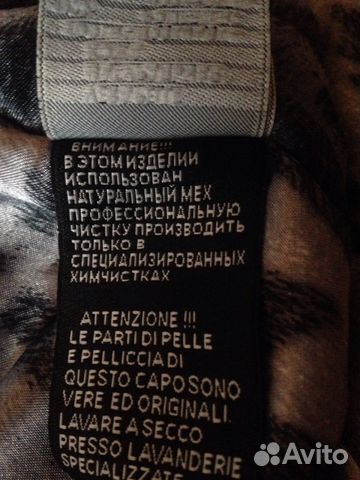 ВНИМАНИЕ!!!
В ЭТОМ ИЗДЕЛИИ
ИСПОЛЬЗОВАН
НАТУРАЛЬНЫЙ МЕХ
ПРОФЕССИОНАЛЬНУЮ
ЧИСТКУ ПРОИЗВОДИТЬ
ТОЛЬКО В
СПЕЦИАЛИЗИРОВАННЫХ
ХИМЧИСТКАХ
ATTENZIONE !!!
LE PARTI DI PELLE
E PELLICCIA DI
QUESTO CAPO SONO
VERE ED ORIGINALI.
LAVARE A SECCO
PRESSO LAVANDERIE
SPECIALIZZATE
Avito